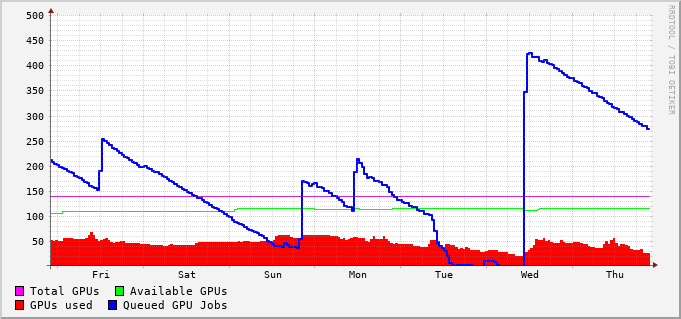 RRDTOOL / TOBI OETIKER
500
450
400
350
300
250
200
150
100
50
Fri Sat Sun Mon Tue Wed Thu
Total GPUs Available GPUs
GPUs used Queued GPU Jobs